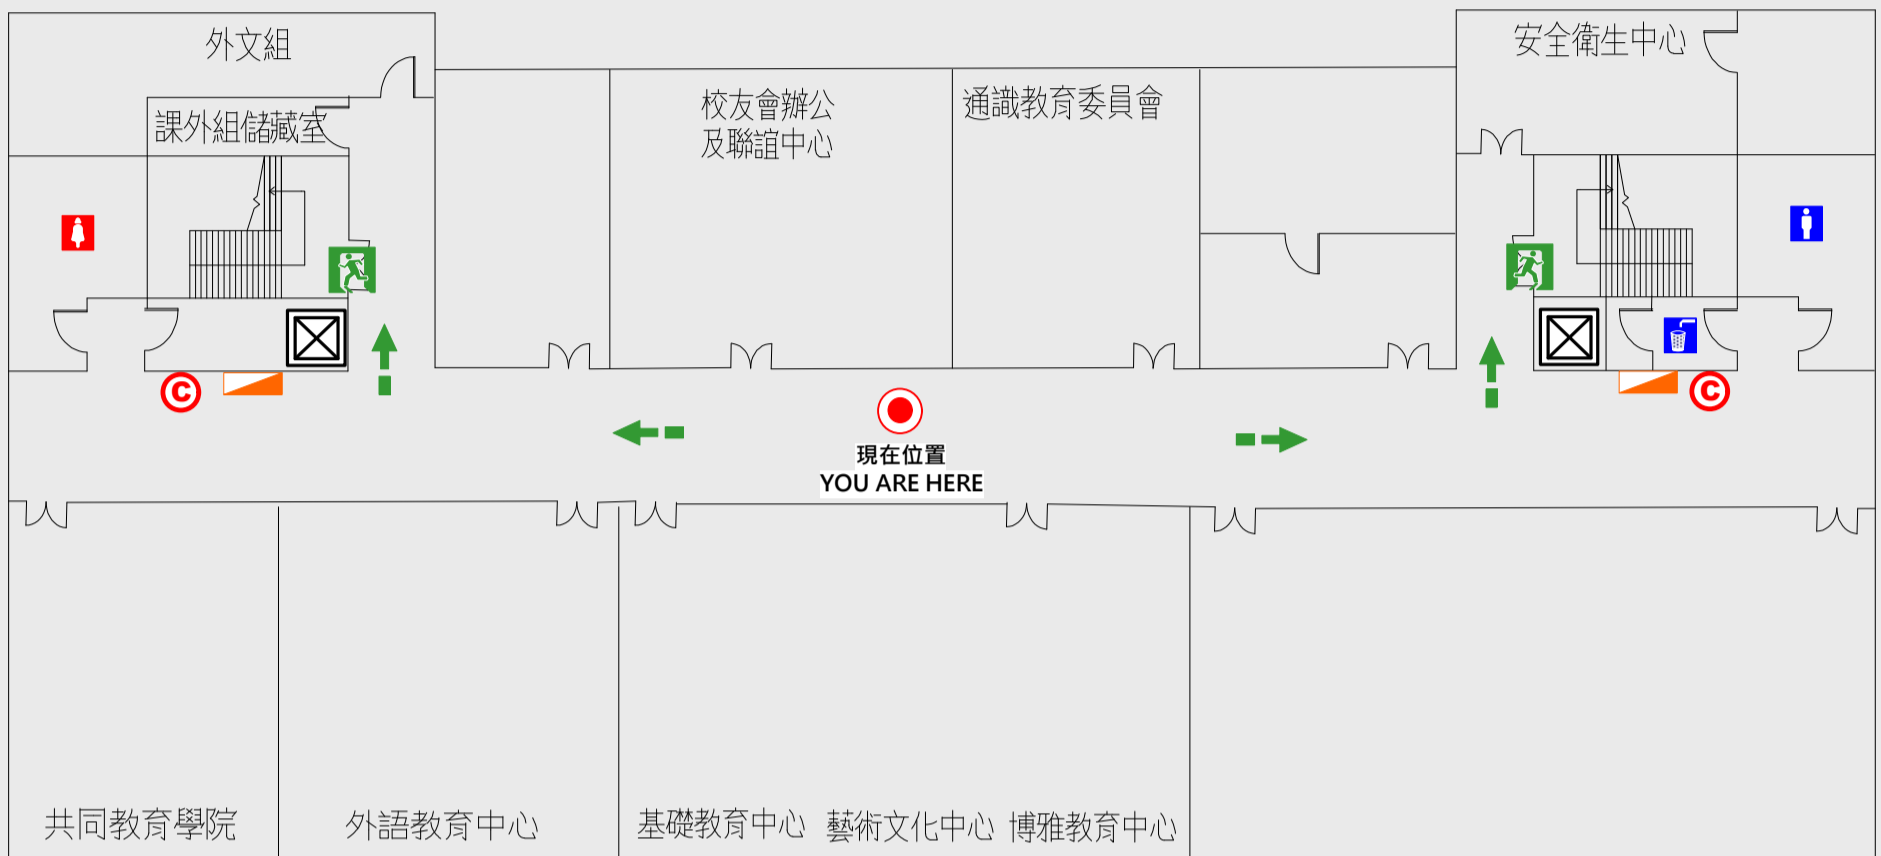 外文組
安全衛生中心
課外組儲藏室
校友會辦公
及聯誼中心
通識教育委員會
C
C
現在位置
YOU ARE HERE
共同教育學院
外語教育中心
基礎教育中心
藝術文化中心
博雅教育中心